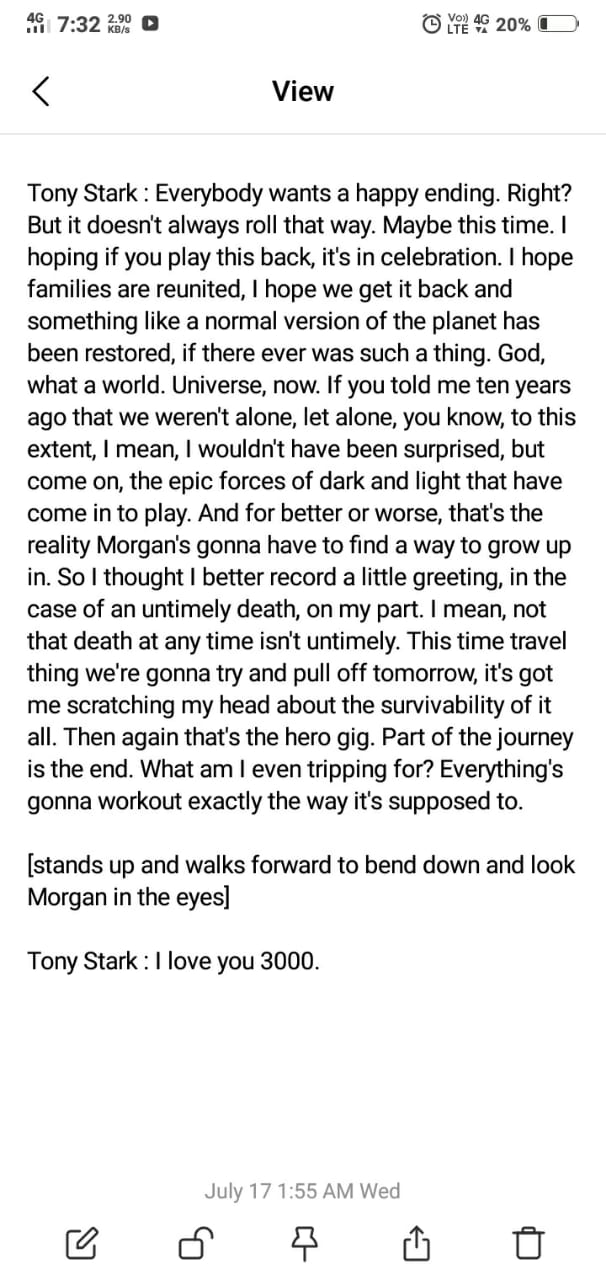 4G 7:32 2.90 KB/s Vo)) LTE 4G 20%
View
Tony Stark : Everybody wants a happy ending. Right?
But it doesn't always roll that way. Maybe this time. I
hoping if you play this back, it's in celebration. I hope
families are reunited, I hope we get it back and
something like a normal version of the planet has
been restored, if there ever was such a thing. God,
what a world. Universe, now. If you told me ten years
ago that we weren't alone, let alone, you know, to this
extent, I mean, I wouldn't have been surprised, but
come on, the epic forces of dark and light that have
come in to play. And for better or worse, that's the
reality Morgan's gonna have to find a way to grow up
in. So I thought I better record a little greeting, in the
case of an untimely death, on my part. I mean, not
that death at any time isn't untimely. This time travel
thing we're gonna try and pull off tomorrow, it's got
me scratching my head about the survivability of it
all. Then again that's the hero gig. Part of the journey
is the end. What am I even tripping for? Everything's
gonna workout exactly the way it's supposed to.
[stands up and walks forward to bend down and look
Morgan in the eyes]
Tony Stark : I love you 3000.
July 17 1:55 AM Wed